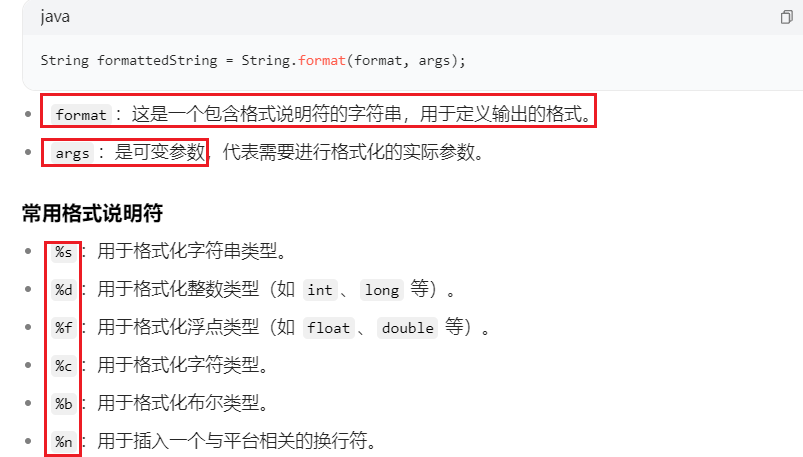 java
String formattedString = String.format(format, args);
format：这是一个包含格式说明符的字符串，用于定义输出的格式。
args：是可变参数，代表需要进行格式化的实际参数。
常用格式说明符
%s：用于格式化字符串类型。
%d：用于格式化整数类型（如 int、long 等）。
%f：用于格式化浮点类型（如 float、double 等）。
%c：用于格式化字符类型。
%b：用于格式化布尔类型。
%n：用于插入一个与平台相关的换行符。